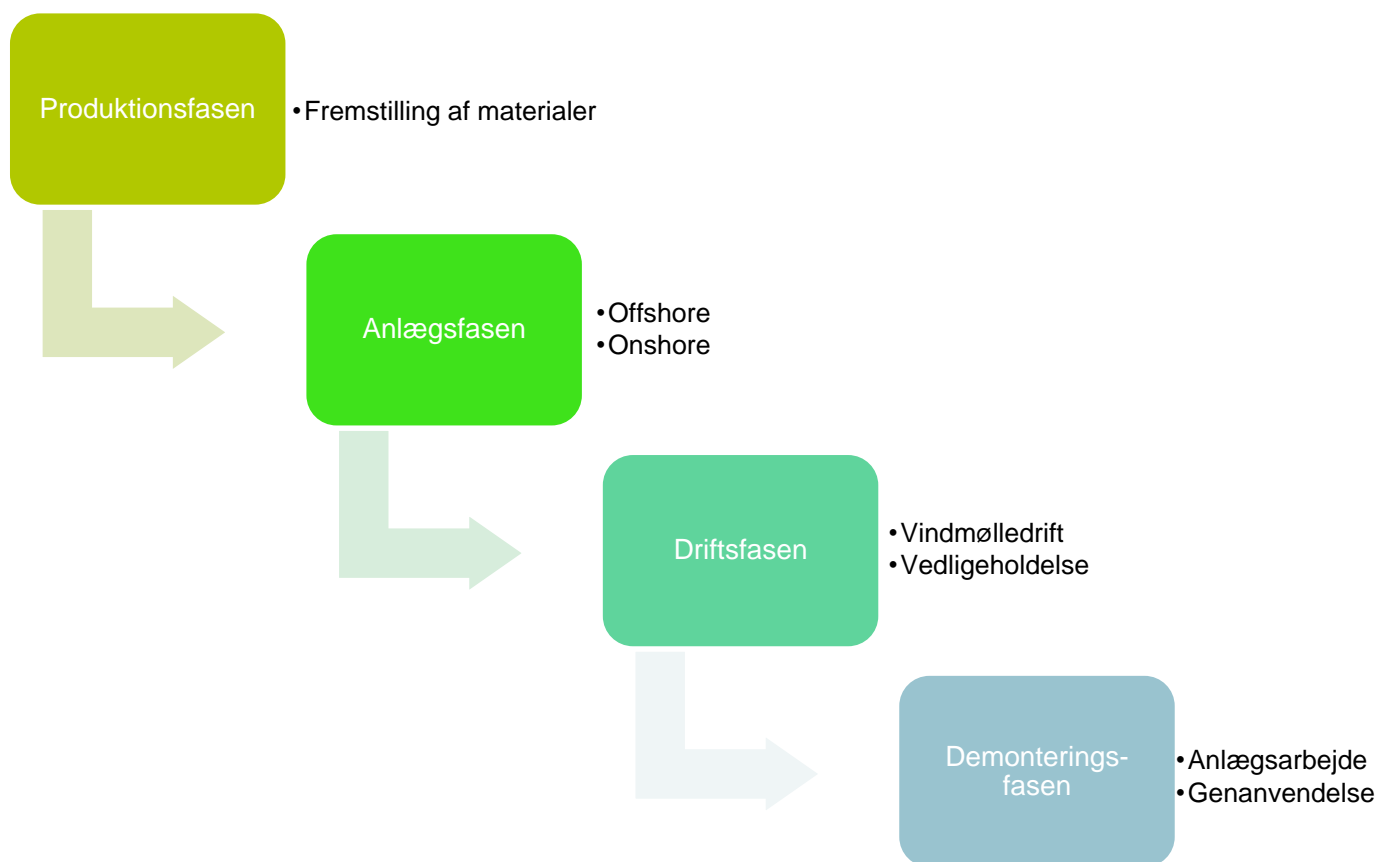 Produktionsfasen
•Fremstilling af materialer
Anlægsfasen
•Offshore
•Onshore
Driftsfasen
•Vindmølledrift
•Vedligeholdelse
Demonterings-
fasen
•Anlægsarbejde
•Genanvendelse